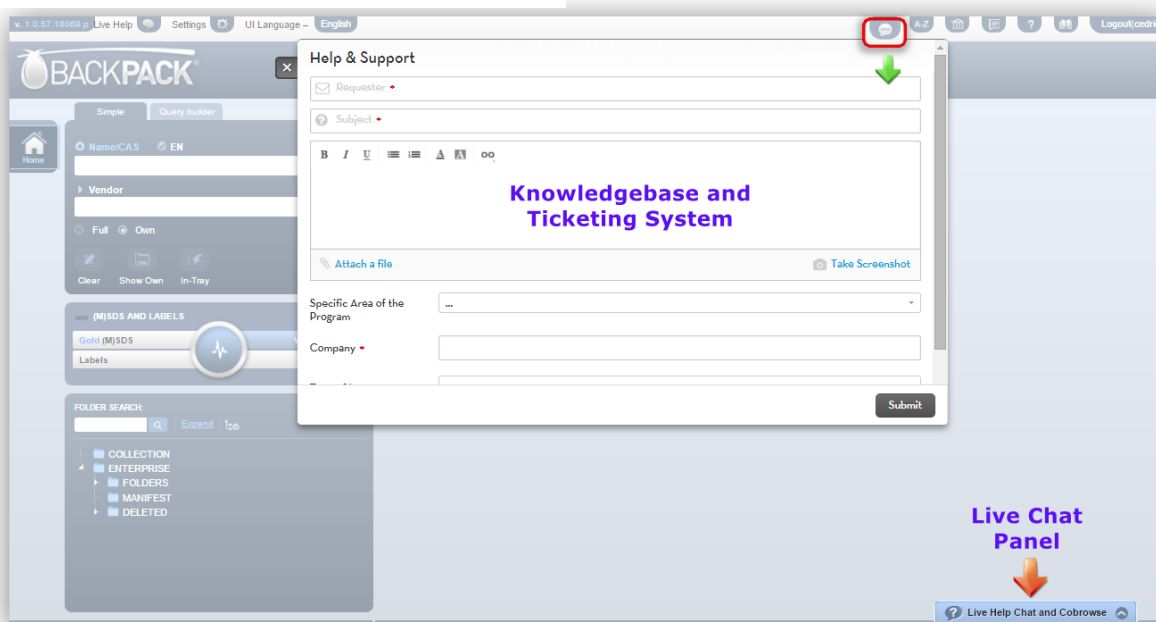 v. 1.0.57.18069.p Live Help Settings UI Language – English A-Z ? Logout(cedri
BACKPACK®
Help & Support
Requester •
Subject •
B I U A A
Knowledgebase and
Ticketing System
Attach a file Take Screenshot
Specific Area of the
Program
...
Company •
Submit
Simple Query builder
Home
Name/CAS EN
Vendor
Full Own
Clear Show Own In-Tray
(M)SDS AND LABELS
Gold (M)SDS
Labels
FOLDER SEARCH:
Expand
COLLECTION
ENTERPRISE
FOLDERS
MANIFEST
DELETED
Live Chat
Panel
? Live Help Chat and Cobrowse